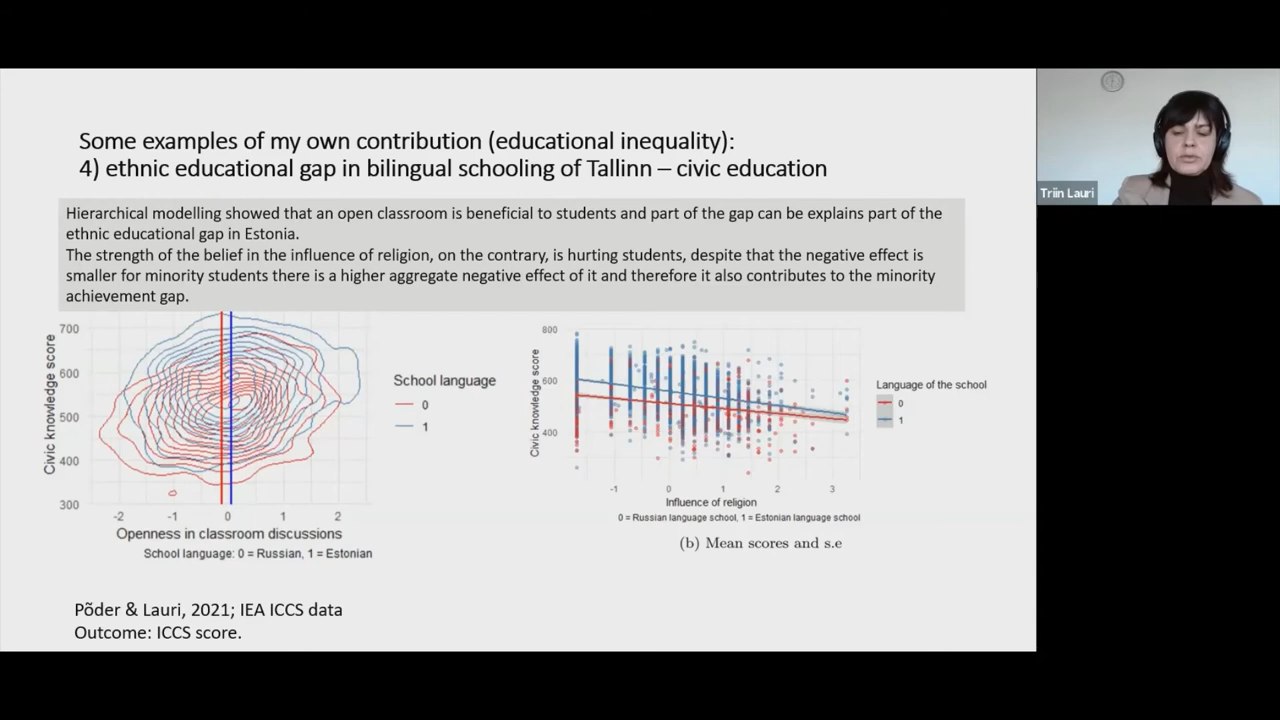 Some examples of my own contribution (educational inequality):
4) ethnic educational gap in bilingual schooling of Tallinn – civic education
Hierarchical modelling showed that an open classroom is beneficial to students and part of the gap can be explains part of the
ethnic educational gap in Estonia.
The strength of the belief in the influence of religion, on the contrary, is hurting students, despite that the negative effect is
smaller for minority students there is a higher aggregate negative effect of it and therefore it also contributes to the minority
achievement gap.
Civic knowledge score
700
600
500
400
300
-2 -1 0 1 2
Openness in classroom discussions
School language: 0 = Russian, 1 = Estonian
School language
0
1
Civic knowledge score
800
600
400
-1 0 1 2 3
Influence of religion
0 = Russian language school, 1 = Estonian language school
Language of the school
0
1
(b) Mean scores and s.e
Põder & Lauri, 2021; IEA ICCS data
Outcome: ICCS score.
Triin Lauri